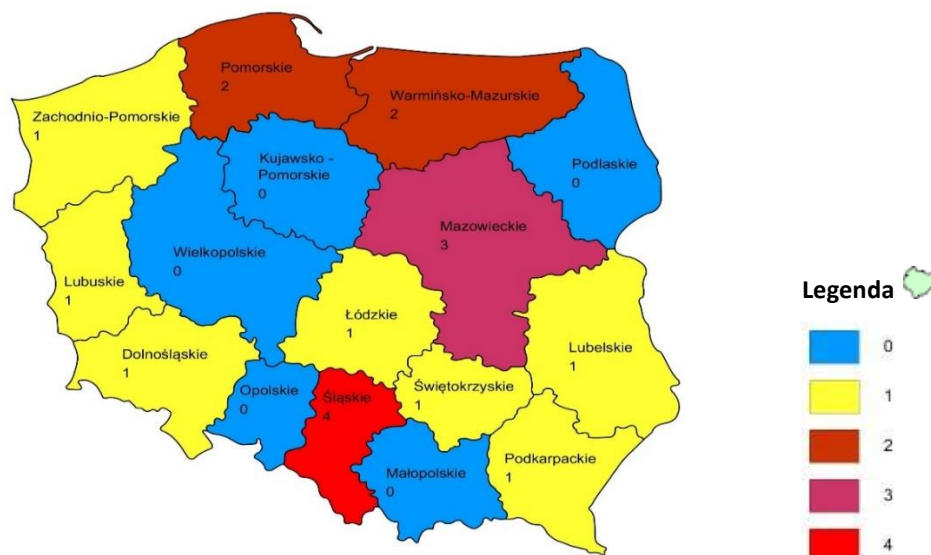 Pomorskie
2
Warmińsko-Mazurskie
2
Zachodnio-Pomorskie
1
Kujawsko -
Pomorskie
0
Podlaskie
0
Mazowieckie
3
Wielkopolskie
0
Lubuskie
1
Łódzkie
1
Lubelskie
1
Dolnośląskie
1
Opolskie
0
Śląskie
4
Świętokrzyskie
1
Małopolskie
0
Podkarpackie
1
Legenda
0
1
2
3
4